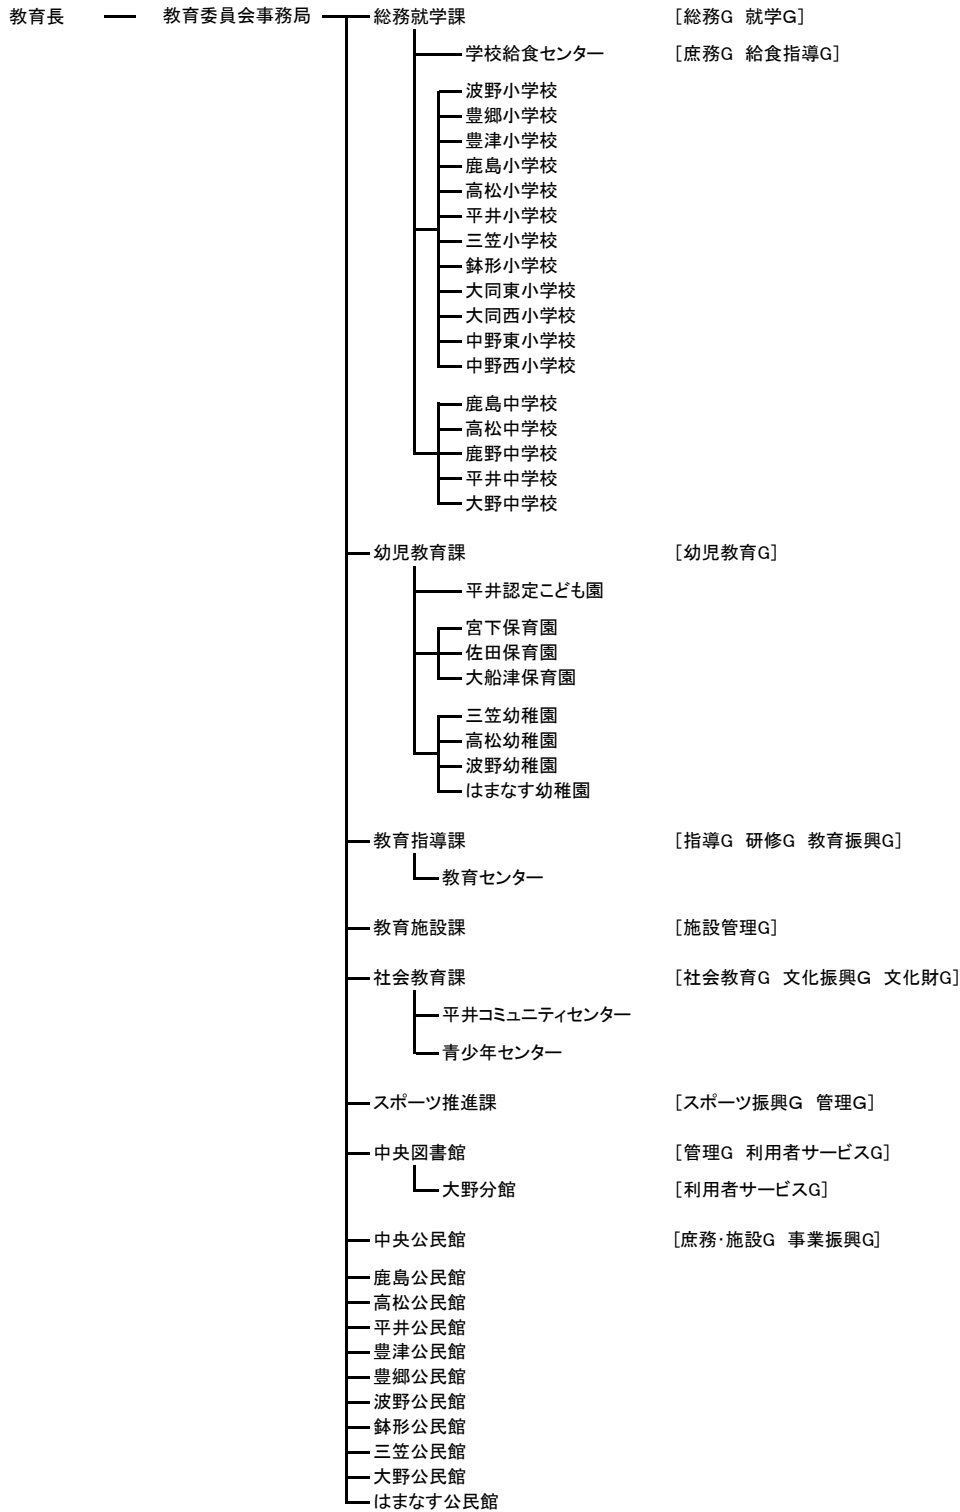 教育長 教育委員会事務局 総務就学課 [総務G 就学G]
学校給食センター [庶務G 給食指導G]
波野小学校
豊郷小学校
豊津小学校
鹿島小学校
高松小学校
平井小学校
三笠小学校
鉢形小学校
大同東小学校
大同西小学校
中野東小学校
中野西小学校
鹿島中学校
高松中学校
鹿野中学校
平井中学校
大野中学校
幼児教育課 [幼児教育G]
平井認定こども園
宮下保育園
佐田保育園
大船津保育園
三笠幼稚園
高松幼稚園
波野幼稚園
はまなす幼稚園
教育指導課 [指導G 研修G 教育振興G]
教育センター
教育施設課 [施設管理G]
社会教育課 [社会教育G 文化振興G 文化財G]
平井コミュニティセンター
青少年センター
スポーツ推進課 [スポーツ振興G 管理G]
中央図書館 [管理G 利用者サービスG]
大野分館 [利用者サービスG]
中央公民館 [庶務・施設G 事業振興G]
鹿島公民館
高松公民館
平井公民館
豊津公民館
豊郷公民館
波野公民館
鉢形公民館
三笠公民館
大野公民館
はまなす公民館